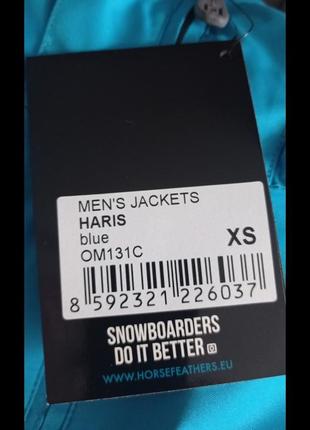 MEN'S JACKETS
HARIS
blue
OM131C
XS
8 592321 226037
SNOWBOARDERS
DO IT BETTER
WWW.HORSEFEATHERS.EU